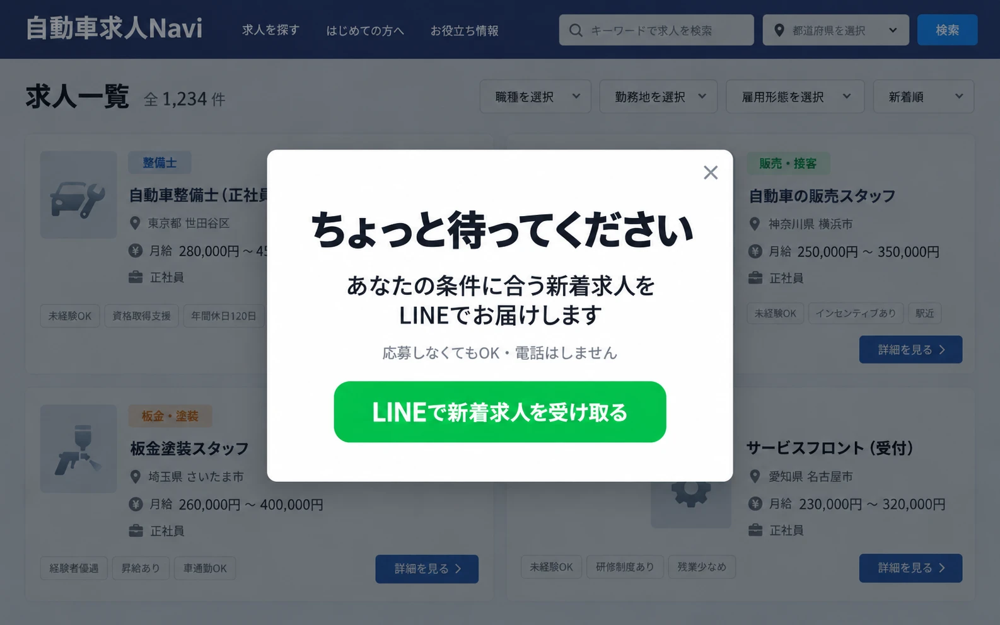 自動車求人Navi
求人を探す
はじめての方へ
お役立ち情報
キーワードで求人を検索
都道府県を選択
検索
求人一覧
全 1,234 件
職種を選択
勤務地を選択
雇用形態を選択
新着順
整備士
自動車整備士（正社員
東京都 世田谷区
月給 280,000円 ～ 45
正社員
未経験OK
資格取得支援
年間休日120日
販売・接客
自動車の販売スタッフ
神奈川県 横浜市
月給 250,000円 ～ 350,000円
正社員
未経験OK
インセンティブあり
駅近
詳細を見る
ちょっと待ってください
あなたの条件に合う新着求人を
LINEでお届けします
応募しなくてもOK・電話はしません
LINEで新着求人を受け取る
板金・塗装
板金塗装スタッフ
埼玉県 さいたま市
月給 260,000円 ～ 400,000円
正社員
経験者優遇
昇給あり
車通勤OK
詳細を見る
サービスフロント（受付）
愛知県 名古屋市
月給 230,000円 ～ 320,000円
正社員
未経験OK
研修制度あり
残業少なめ
詳細を見る